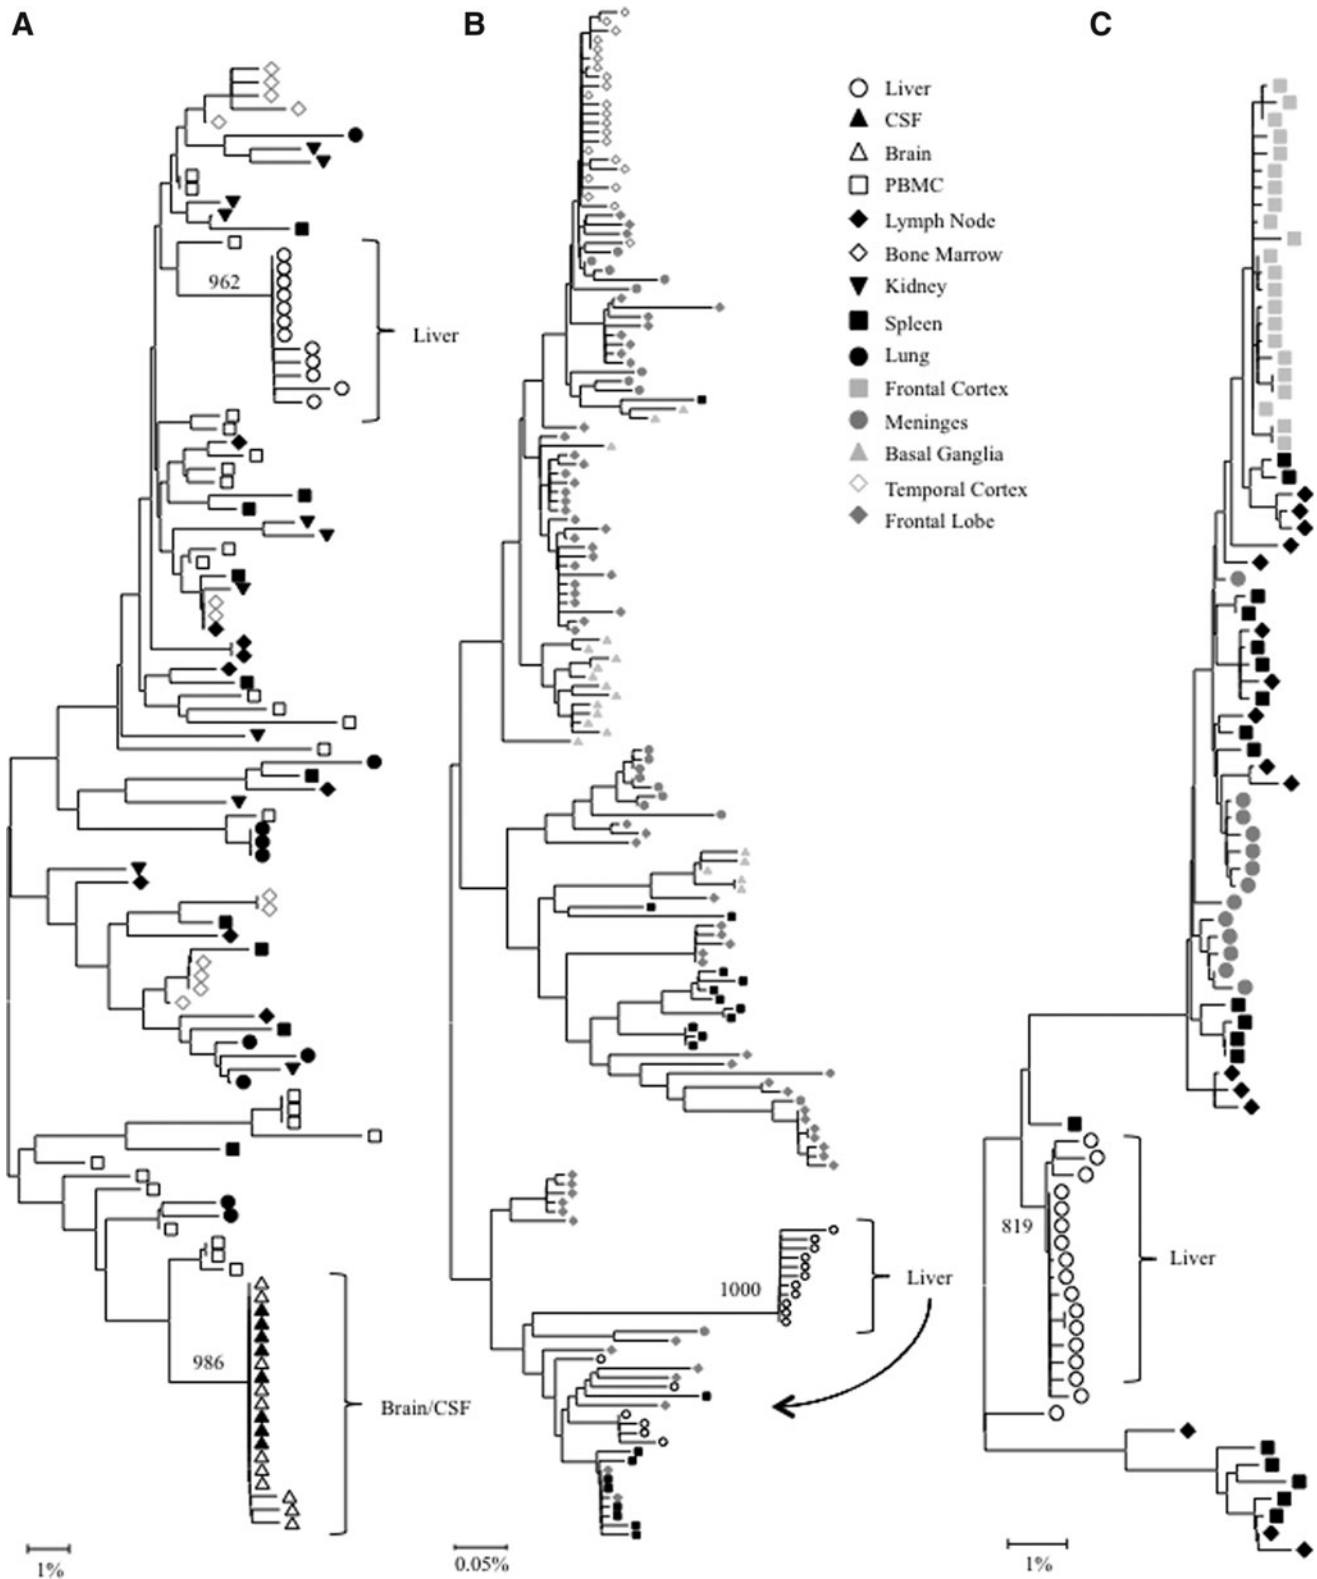 A
B
C
Liver
CSF
Brain
PBMC
Lymph Node
Bone Marrow
Kidney
Spleen
Lung
Frontal Cortex
Meninges
Basal Ganglia
Temporal Cortex
Frontal Lobe
962
Liver
986
Brain/CSF
1%
1000
Liver
0.05%
819
Liver
1%